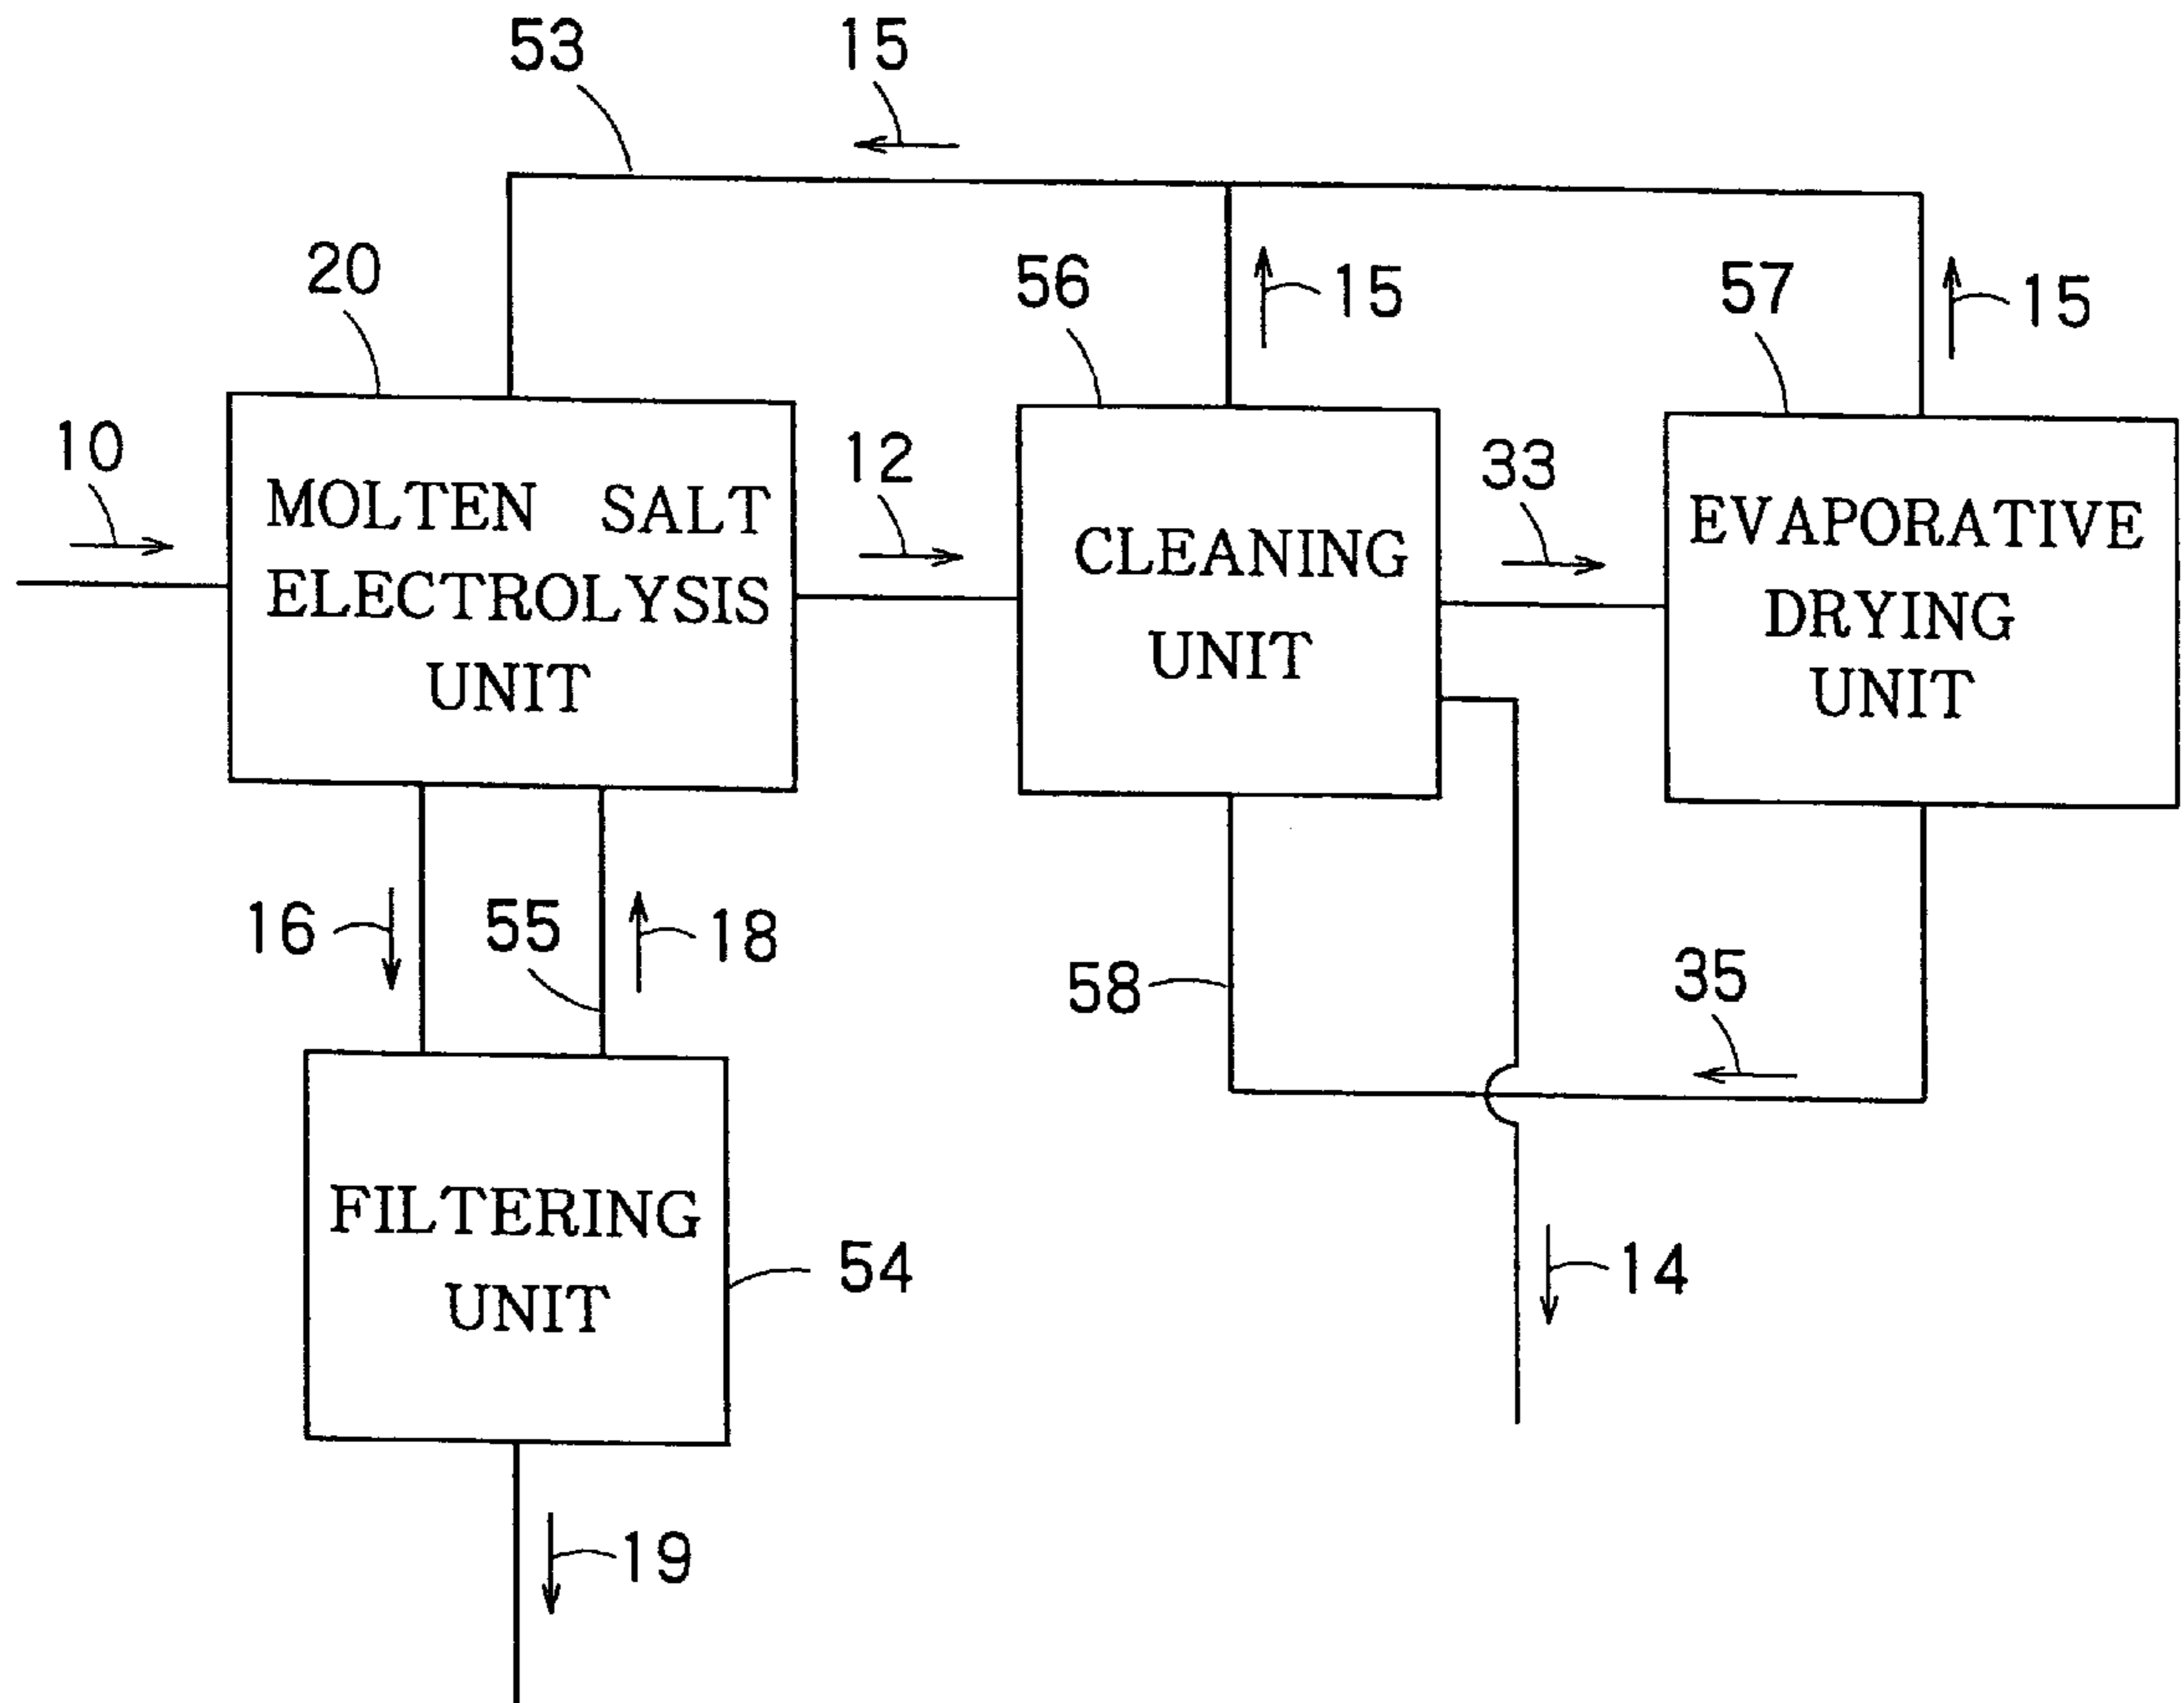 53
15
20
56
15
57
15
10
MOLTEN SALT
ELECTROLYSIS
UNIT
12
CLEANING
UNIT
33
EVAPORATIVE
DRYING
UNIT
16
55
18
58
35
FILTERING
UNIT
54
14
19